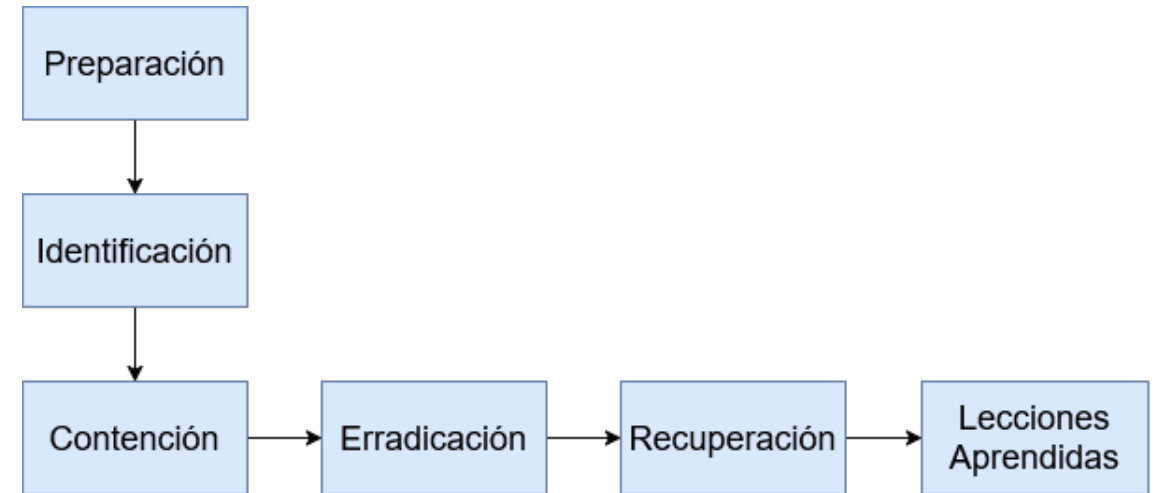 Preparación
Identificación
Contención
Erradicación
Recuperación
Lecciones
Aprendidas